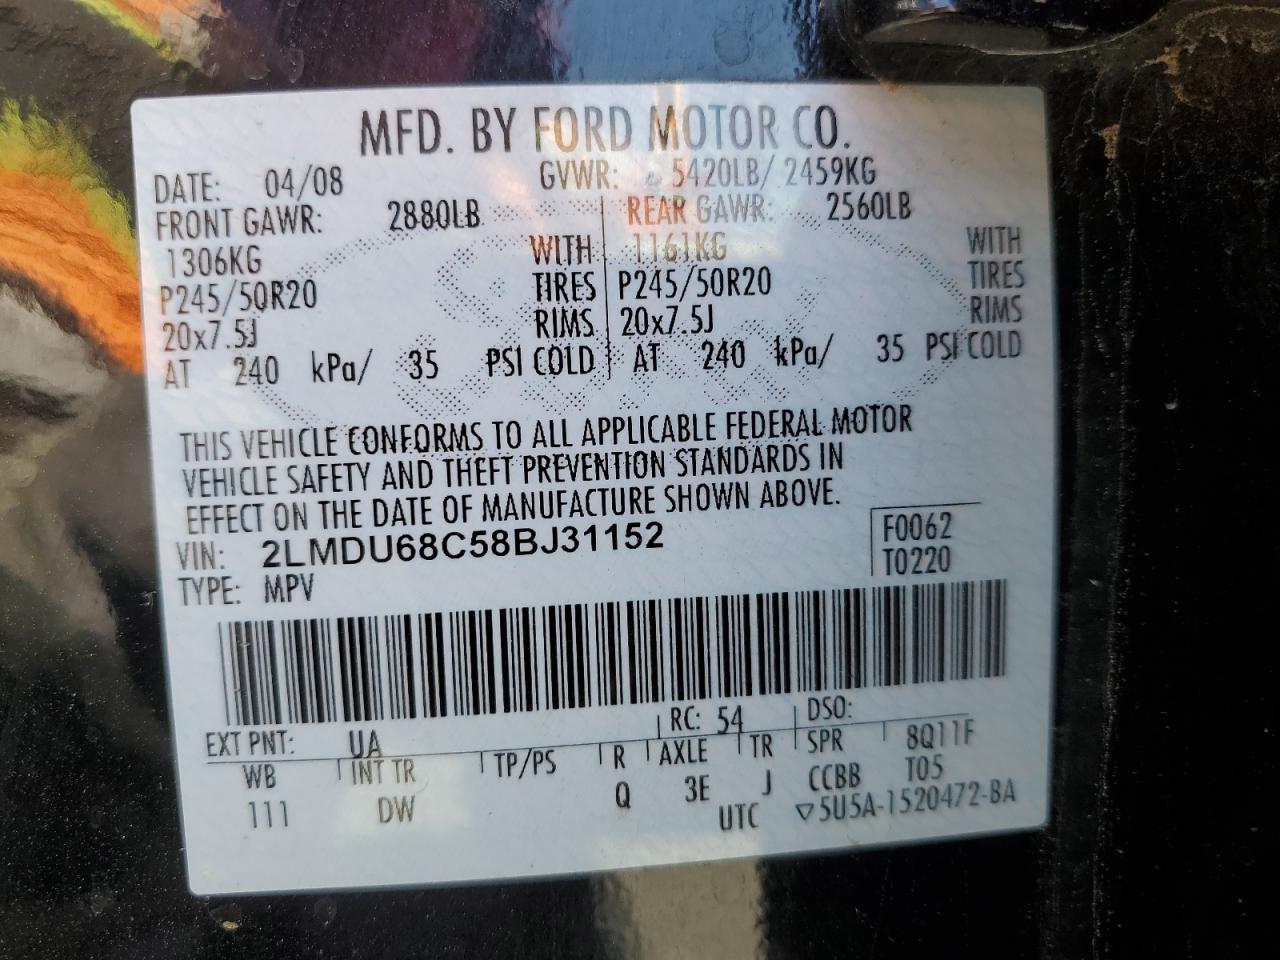 MFD. BY FORD MOTOR CO.
DATE: 04/08 GVWR: 5420LB/ 2459KG
FRONT GAWR: 2880LB REAR GAWR: 2560LB
1306KG WITH 1161KG WITH
P245/50R20 TIRES P245/50R20 TIRES
20x7.5J RIMS 20x7.5J RIMS
AT 240 kPa/ 35 PSI COLD AT 240 kPa/ 35 PSI COLD
THIS VEHICLE CONFORMS TO ALL APPLICABLE FEDERAL MOTOR
VEHICLE SAFETY AND THEFT PREVENTION STANDARDS IN
EFFECT ON THE DATE OF MANUFACTURE SHOWN ABOVE.
VIN: 2LMDU68C58BJ31152 F0062
TYPE: MPV T0220
EXT PNT: UA RC: 54 DSO:
WB INT TR TP/PS R AXLE TR SPR 8Q11F
111 DW Q 3E J CCBB T05
UTC ▽5U5A-1520472-BA